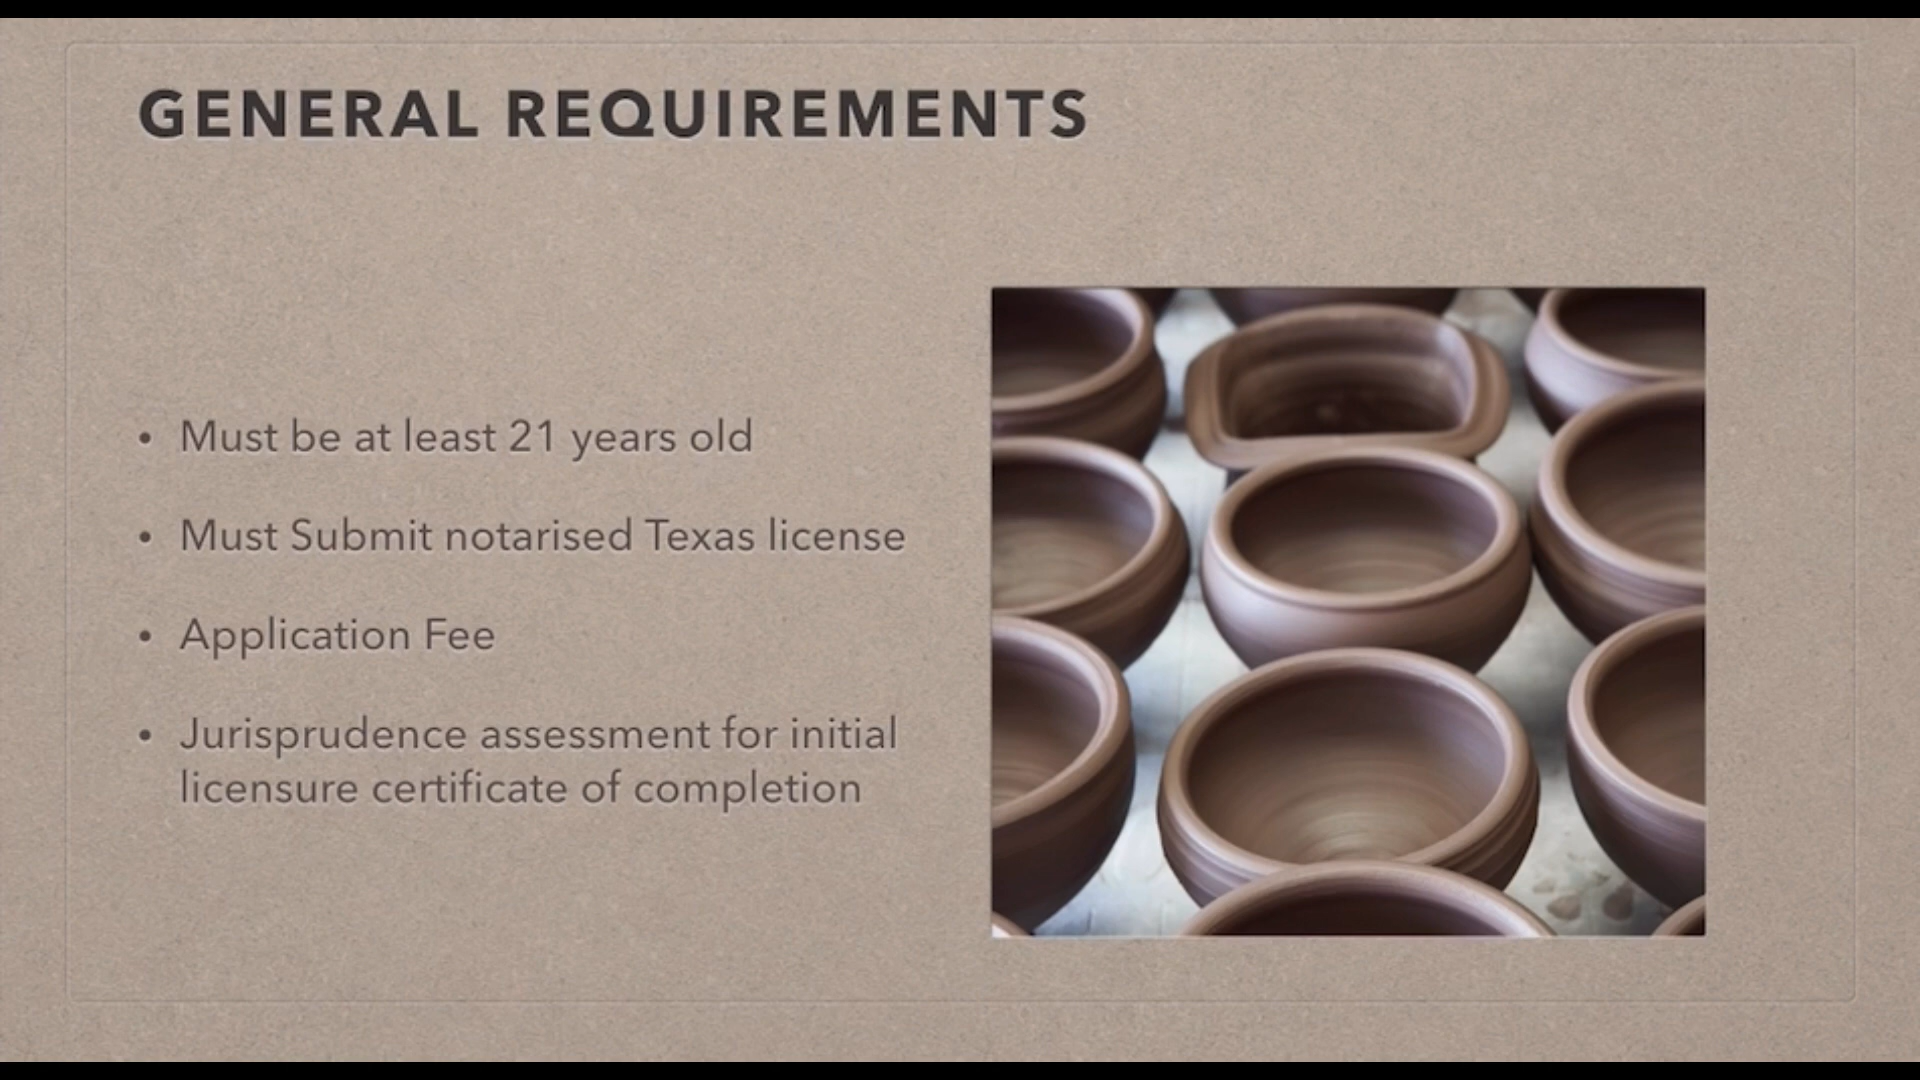 GENERAL REQUIREMENTS
• Must be at least 21 years old
• Must Submit notarised Texas license
• Application Fee
• Jurisprudence assessment for initial
licensure certificate of completion